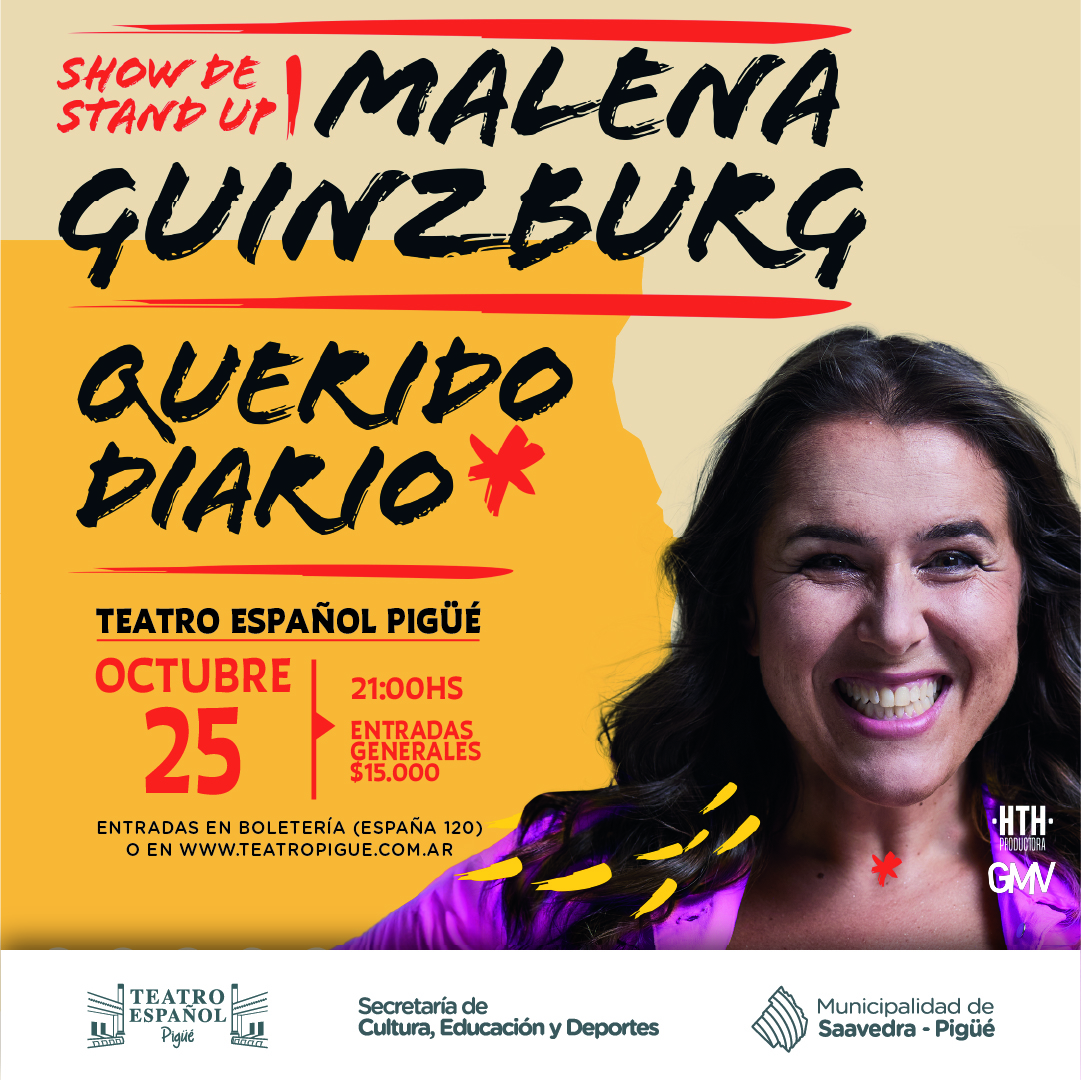 SHOW DE
STAND UP
MALENA
GUINZBURG
QUERIDO
DIARIO*
TEATRO ESPAÑOL PIGÜÉ
OCTUBRE
25
21:00HS
ENTRADAS
GENERALES
$15.000
ENTRADAS EN BOLETERÍA (ESPAÑA 120)
O EN WWW.TEATROPIGUE.COM.AR
·HTH·
PRODUCTORA
GMV
TEATRO
ESPAÑOL
Pigüé
Secretaría de
Cultura, Educación y Deportes
Municipalidad de
Saavedra - Pigüé